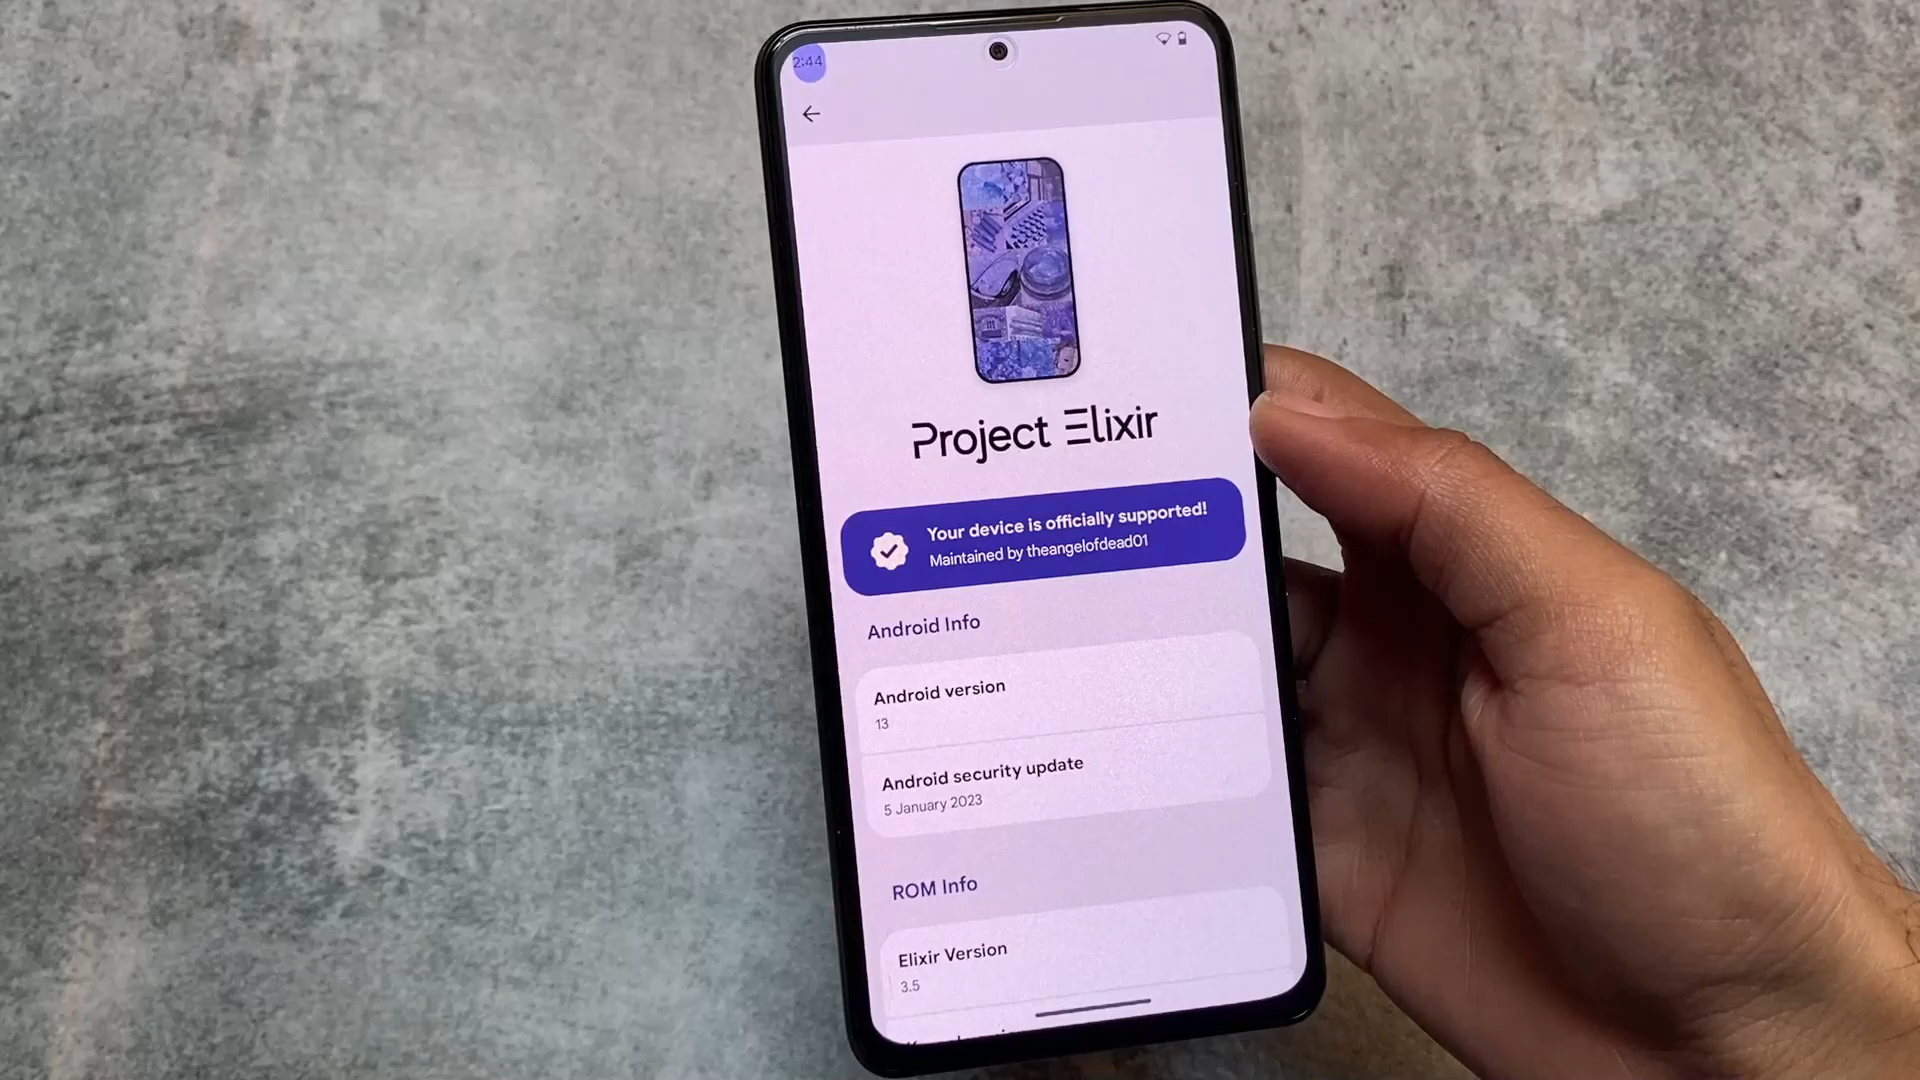 2:44
Project Elixir
Your device is officially supported!
Maintained by theangelofdead01
Android Info
Android version
13
Android security update
5 January 2023
ROM Info
Elixir Version
3.5